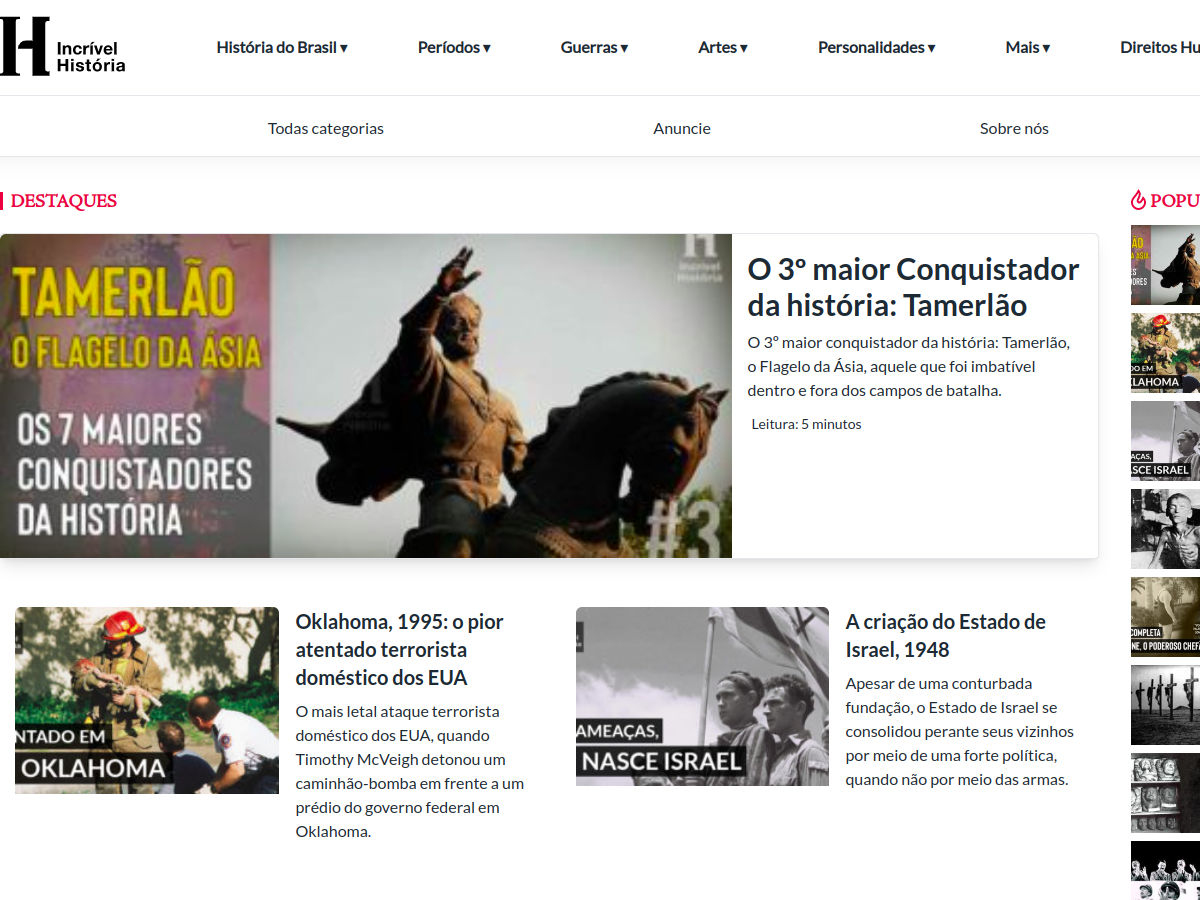 Incrível
História
História do Brasil ▾
Períodos ▾
Guerras ▾
Artes ▾
Personalidades ▾
Mais ▾
Direitos Hu
Todas categorias
Anuncie
Sobre nós
DESTAQUES
TAMERLÃO
O FLAGELO DA ÁSIA
OS 7 MAIORES
CONQUISTADORES
DA HISTÓRIA
H
Incrível
História
#3
O 3º maior Conquistador
da história: Tamerlão
O 3º maior conquistador da história: Tamerlão,
o Flagelo da Ásia, aquele que foi imbatível
dentro e fora dos campos de batalha.
Leitura: 5 minutos
NTADO EM
OKLAHOMA
Oklahoma, 1995: o pior
atentado terrorista
doméstico dos EUA
O mais letal ataque terrorista
doméstico dos EUA, quando
Timothy McVeigh detonou um
caminhão-bomba em frente a um
prédio do governo federal em
Oklahoma.
AMEAÇAS,
NASCE ISRAEL
A criação do Estado de
Israel, 1948
Apesar de uma conturbada
fundação, o Estado de Israel se
consolidou perante seus vizinhos
por meio de uma forte política,
quando não por meio das armas.
POPU
DO EM
LAHOMA
AÇAS,
SCE ISRAEL
COMPLETA
NE, O PODEROSO CHEFÃ